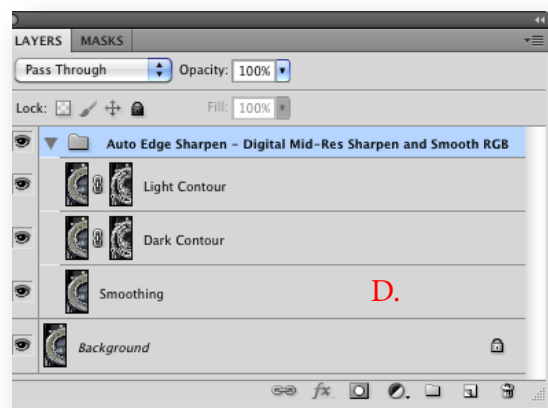 LAYERS MASKS
Pass Through Opacity: 100%
Lock: Fill: 100%
Auto Edge Sharpen - Digital Mid-Res Sharpen and Smooth RGB
Light Contour
Dark Contour
Smoothing D.
Background
fx